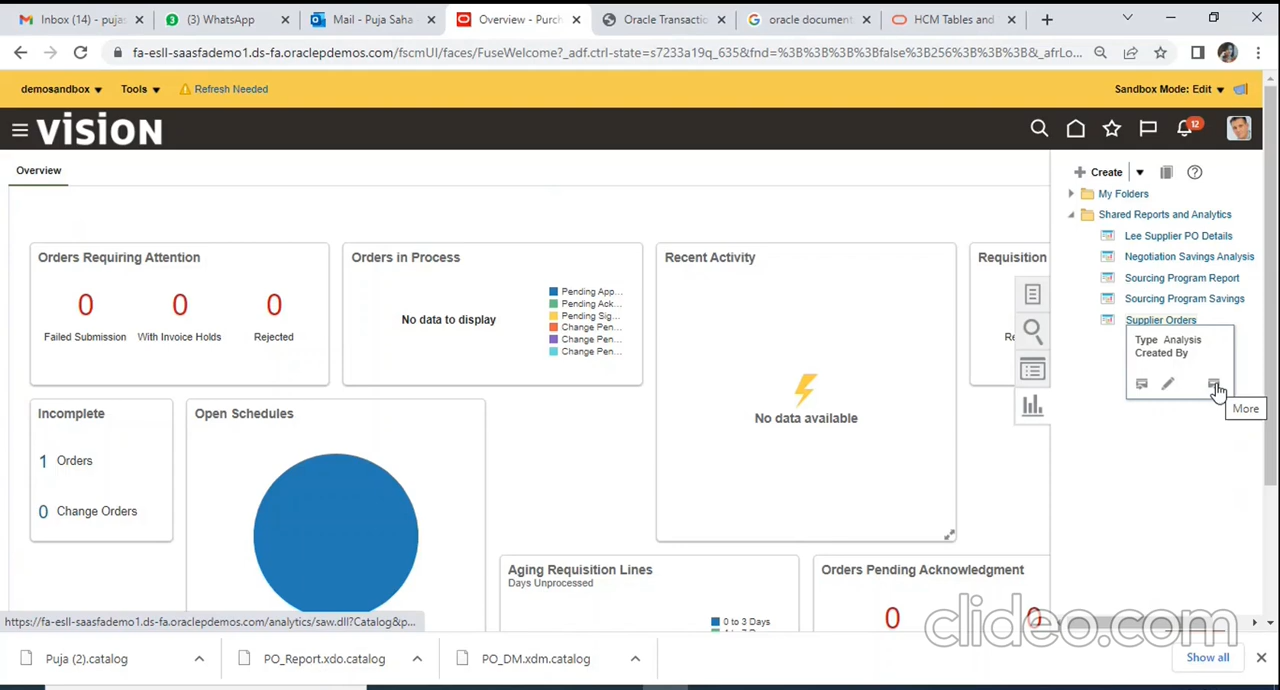 Inbox (14) - pujas
(3) WhatsApp
Mail - Puja Saha
Overview - Purch
Oracle Transactio
oracle document
HCM Tables and
fa-esll-saasfademo1.ds-fa.oraclepdemos.com/fscmUI/faces/FuseWelcome?_adf.ctrl-state=s7233a19q_635&fnd=%3B%3B%3B%3Bfalse%3B256%3B%3B%3B&_afrLo...
demosandbox
Tools
Refresh Needed
Sandbox Mode: Edit
VISION
12
Overview
Create
My Folders
Shared Reports and Analytics
Lee Supplier PO Details
Negotiation Savings Analysis
Sourcing Program Report
Sourcing Program Savings
Supplier Orders
Type Analysis
Created By
More
Orders Requiring Attention
0 0 0
Failed Submission With Invoice Holds Rejected
Orders in Process
No data to display
Pending App...
Pending Ack...
Pending Sig...
Change Pen...
Change Pen...
Change Pen...
Recent Activity
No data available
Requisition
Re
Incomplete
1 Orders
0 Change Orders
Open Schedules
Aging Requisition Lines
Days Unprocessed
0 to 3 Days
Orders Pending Acknowledgment
0 0
https://fa-esll-saasfademo1.ds-fa.oraclepdemos.com/analytics/saw.dll?Catalog&p...
clideo.com
Puja (2).catalog
PO_Report.xdo.catalog
PO_DM.xdm.catalog
Show all